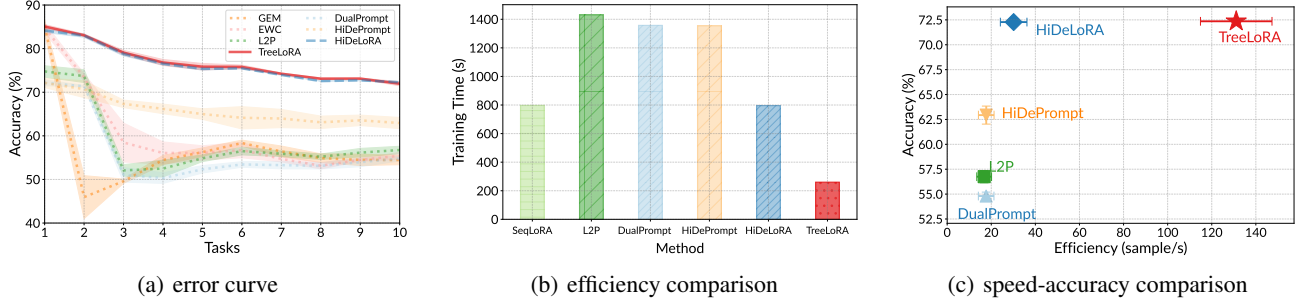 90
80
70
60
50
40
Accuracy (%)
1 2 3 4 5 6 7 8 9 10
Tasks
GEM
EWC
L2P
TreeLoRA
DualPrompt
HiDePrompt
HiDeLoRA
(a) error curve
1400
1200
1000
800
600
400
200
0
Training Time (s)
SeqLoRA L2P DualPrompt HiDePrompt HiDeLoRA TreeLoRA
Method
(b) efficiency comparison
72.5
70.0
67.5
65.0
62.5
60.0
57.5
55.0
52.5
Accuracy (%)
HiDeLoRA
TreeLoRA
HiDePrompt
L2P
DualPrompt
0 20 40 60 80 100 120 140
Efficiency (sample/s)
(c) speed-accuracy comparison